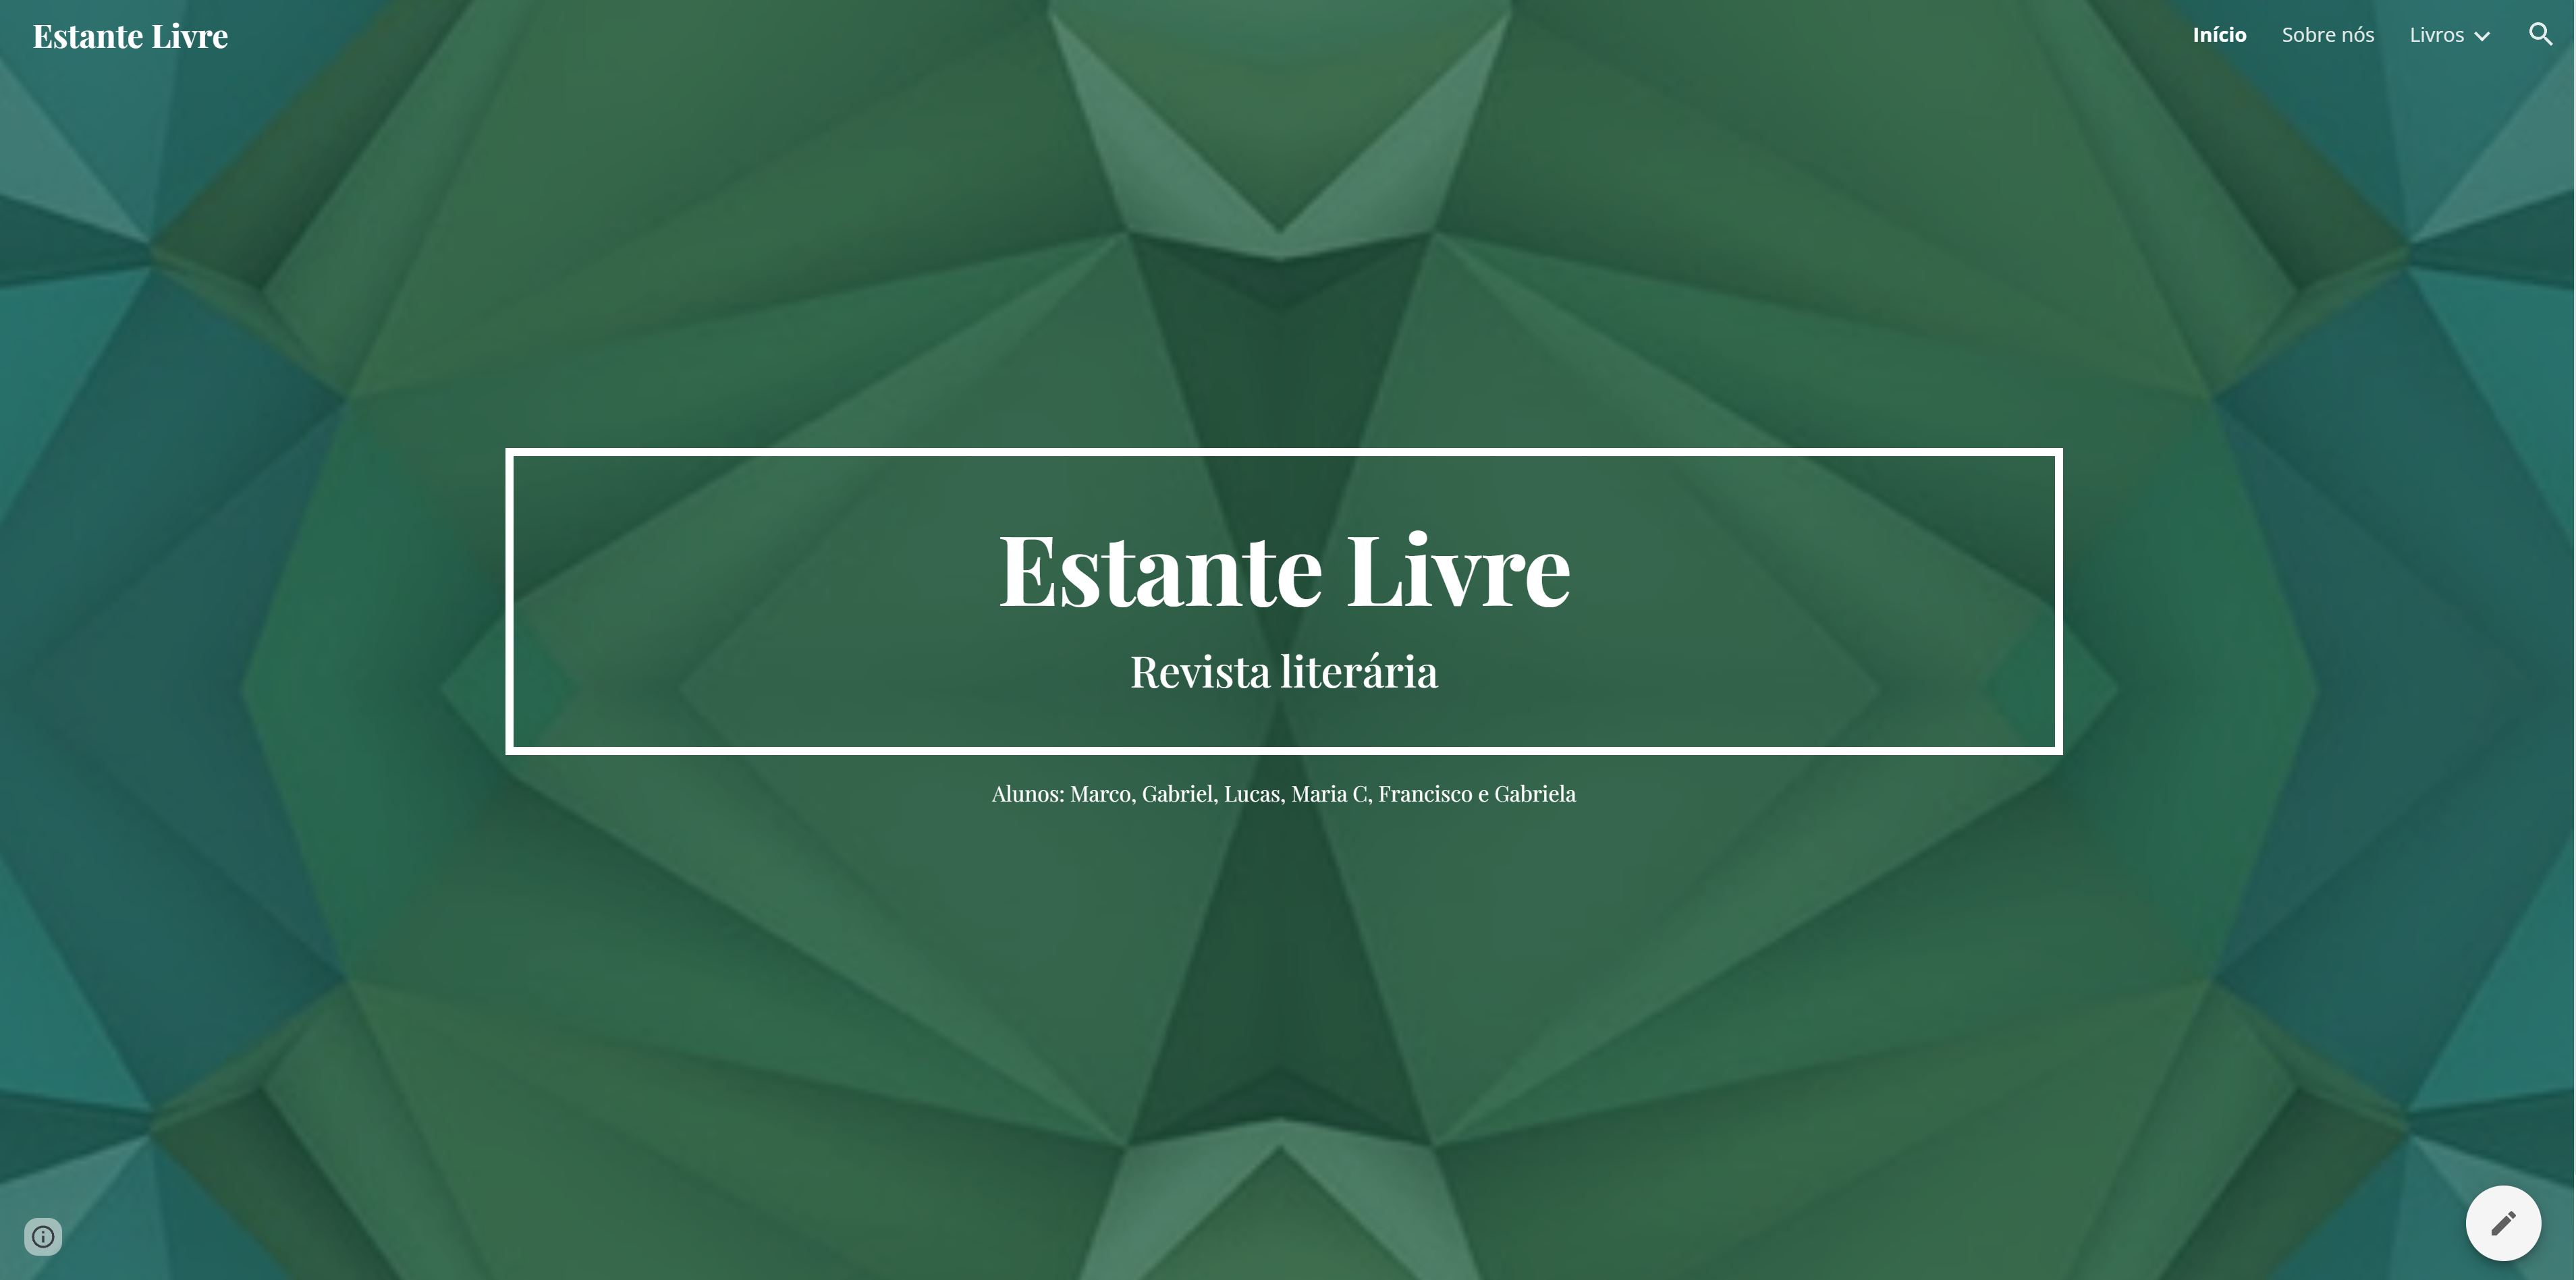 Estante Livre
Início Sobre nós Livros
Estante Livre
Revista literária
Alunos: Marco, Gabriel, Lucas, Maria C, Francisco e Gabriela